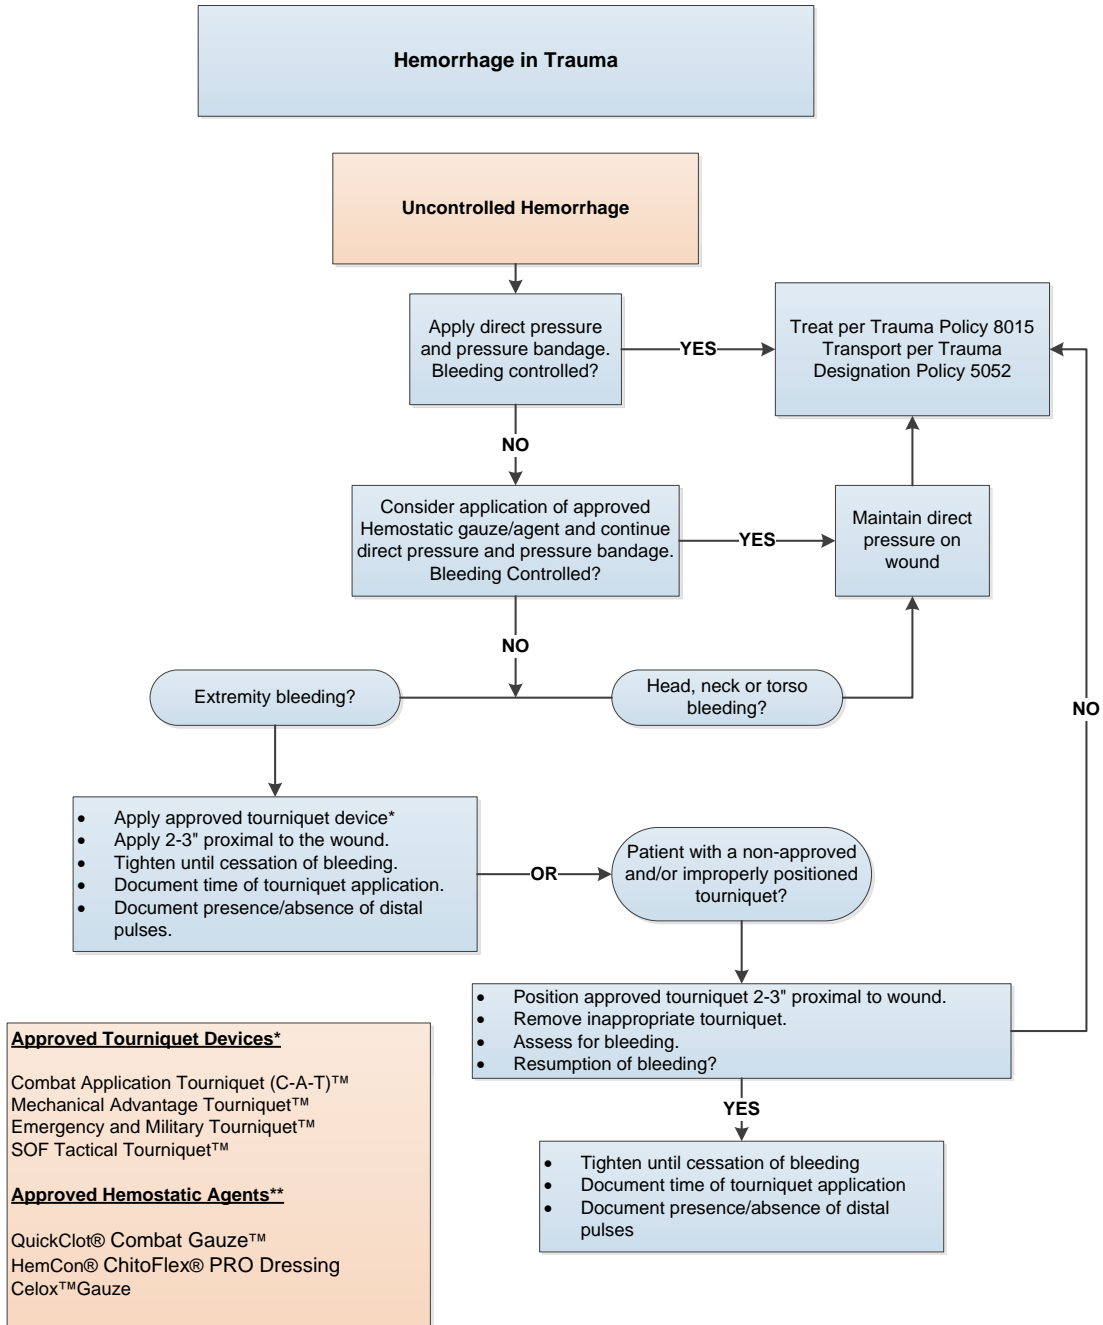 Hemorrhage in Trauma
Uncontrolled Hemorrhage
Apply direct pressure
and pressure bandage.
Bleeding controlled?
YES
Treat per Trauma Policy 8015
Transport per Trauma
Designation Policy 5052
NO
Consider application of approved
Hemostatic gauze/agent and continue
direct pressure and pressure bandage.
Bleeding Controlled?
YES
Maintain direct
pressure on
wound
NO
Extremity bleeding?
Head, neck or torso
bleeding?
NO
• Apply approved tourniquet device*
• Apply 2-3" proximal to the wound.
• Tighten until cessation of bleeding.
• Document time of tourniquet application.
• Document presence/absence of distal
pulses.
OR
Patient with a non-approved
and/or improperly positioned
tourniquet?
• Position approved tourniquet 2-3" proximal to wound.
• Remove inappropriate tourniquet.
• Assess for bleeding.
• Resumption of bleeding?
YES
• Tighten until cessation of bleeding
• Document time of tourniquet application
• Document presence/absence of distal
pulses
Approved Tourniquet Devices*
Combat Application Tourniquet (C-A-T)™
Mechanical Advantage Tourniquet™
Emergency and Military Tourniquet™
SOF Tactical Tourniquet™
Approved Hemostatic Agents**
QuickClot® Combat Gauze™
HemCon® ChitoFlex® PRO Dressing
Celox™Gauze